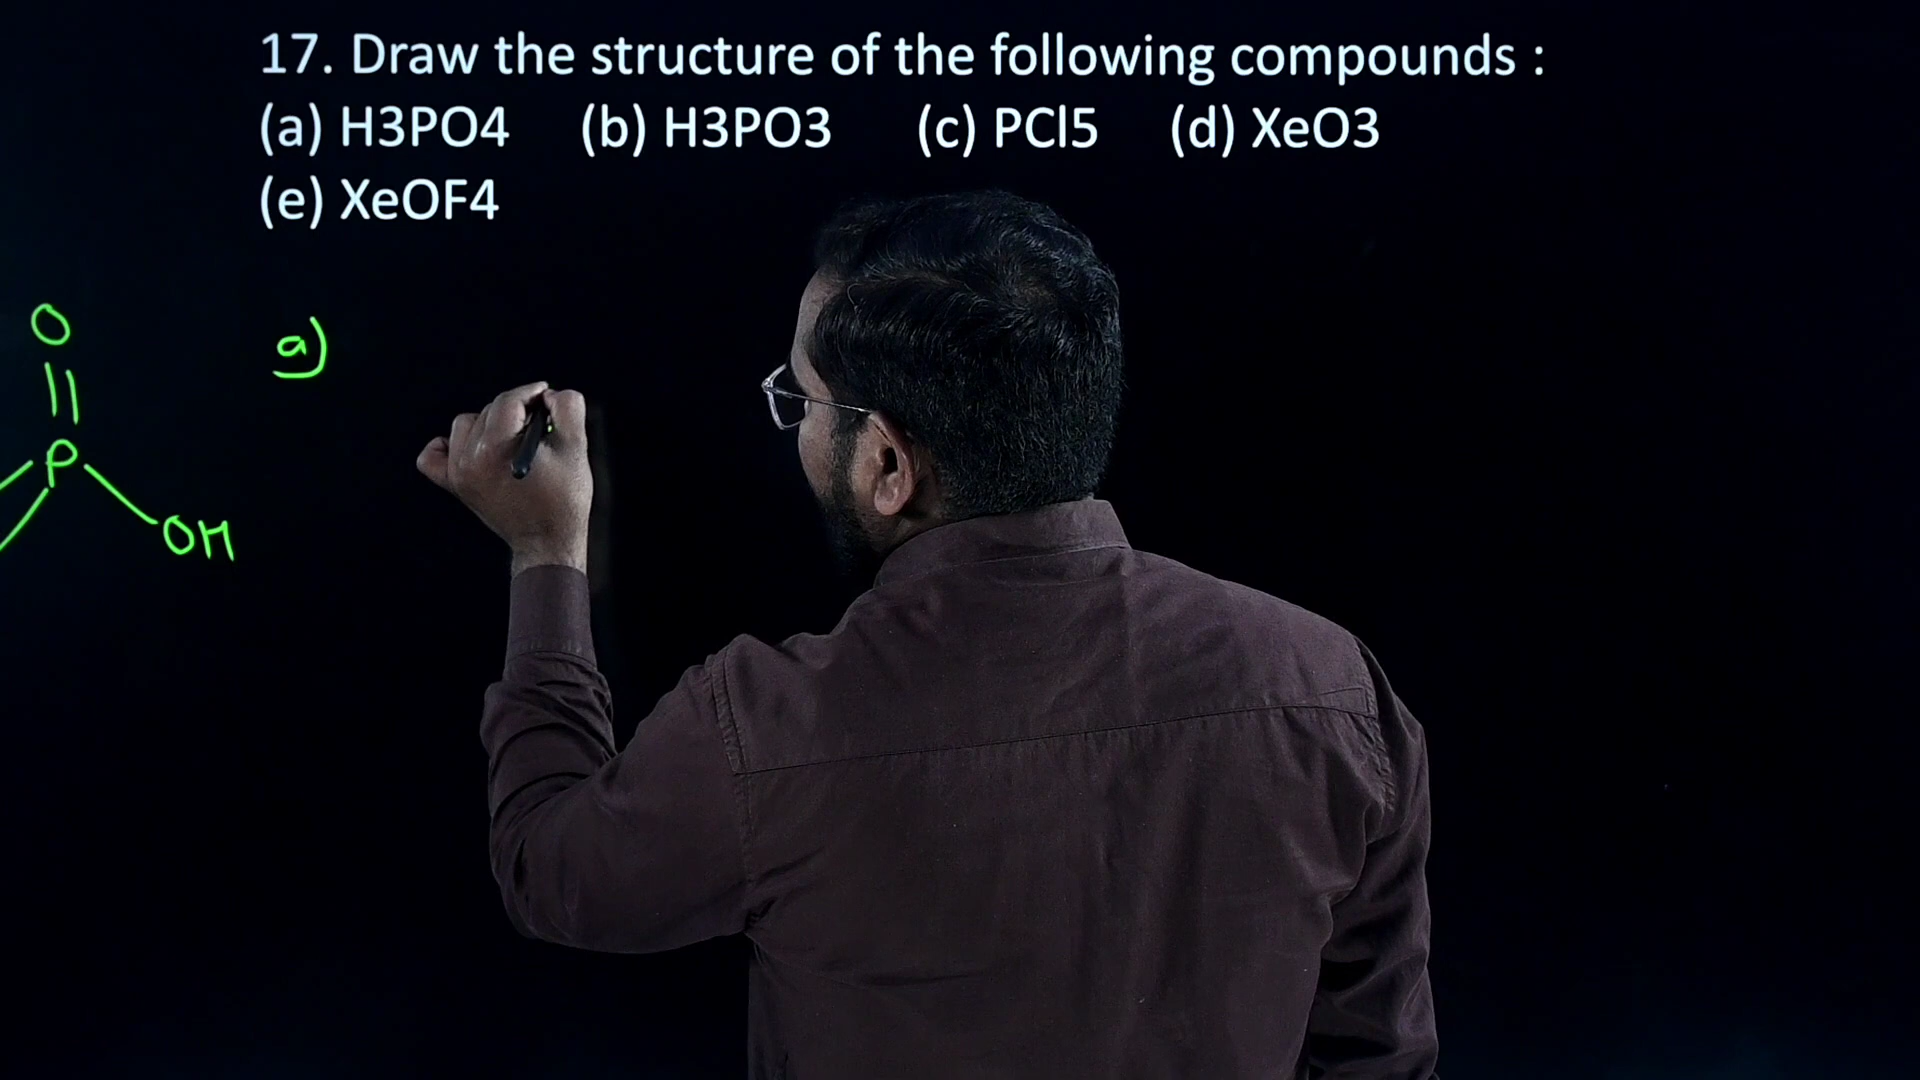 17. Draw the structure of the following compounds :
(a) H3PO4 (b) H3PO3 (c) PCl5 (d) XeO3
(e) XeOF4
O
a)
P
OH